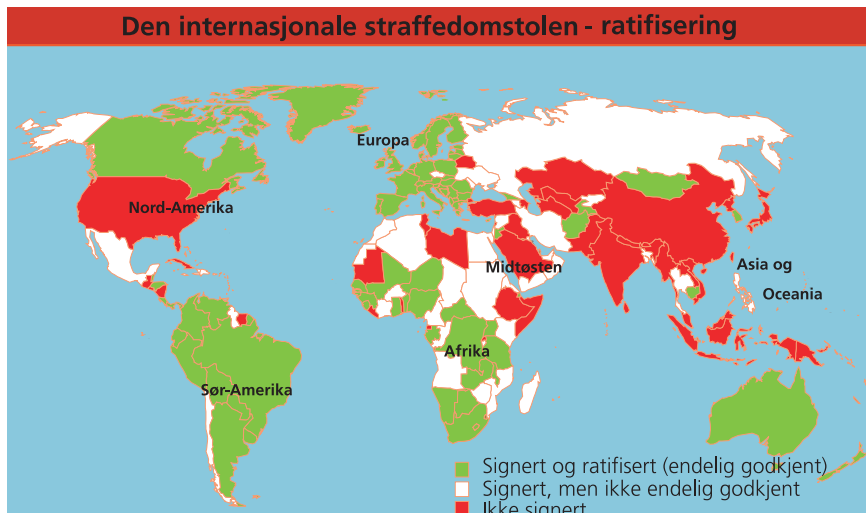 Den internasjonale straffedomstolen - ratifisering
Europa
Nord-Amerika
Midtøsten
Asia og
Oceania
Afrika
Sør-Amerika
Signert og ratifisert (endelig godkjent)
Signert, men ikke endelig godkjent
Ikke signert